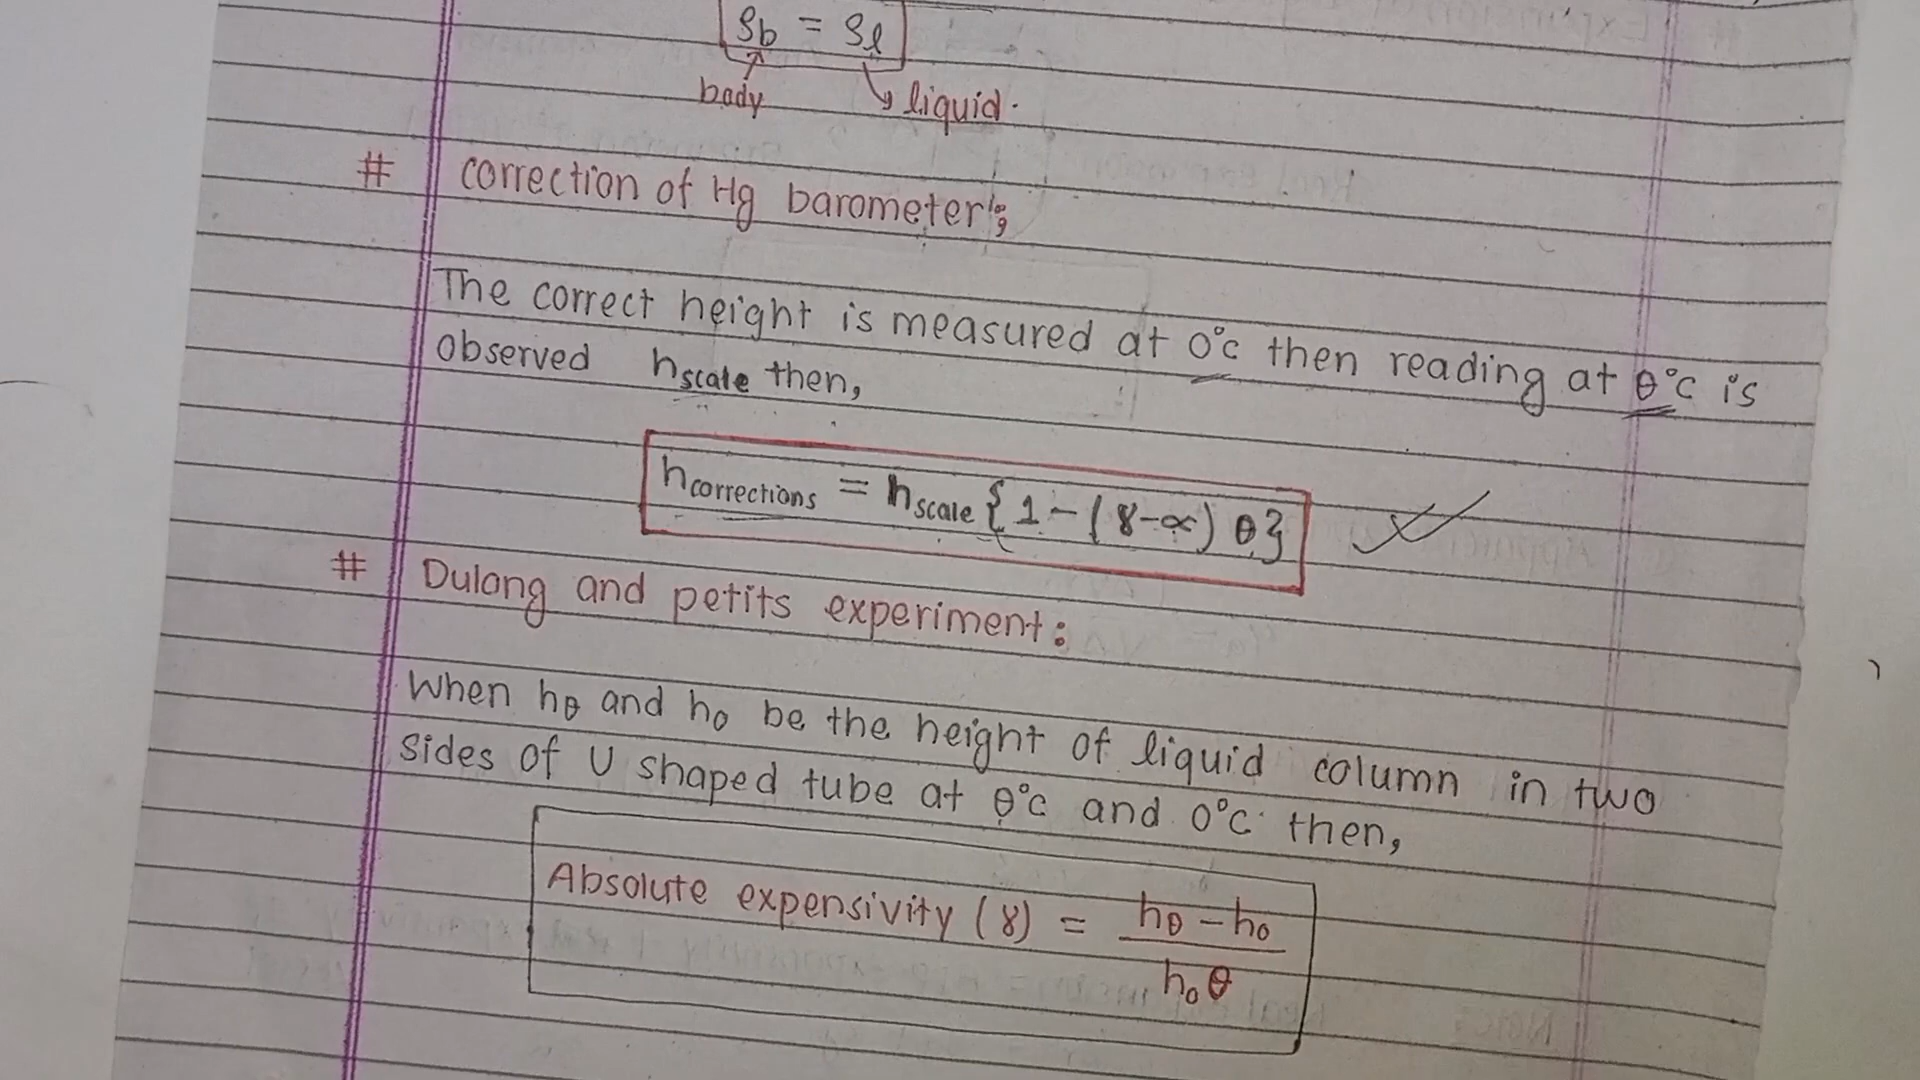 ρb = ρl
body liquid.
# correction of Hg barometer:
The correct height is measured at 0°c then reading at θ°c is
observed hscale then,
hcorrections = hscale {1-(γ-α) θ}
# Dulong and petits experiment:
When hθ and h0 be the height of liquid column in two
sides of U shaped tube at θ°c and 0°c then,
Absolute expensivity (γ) = hθ - h0
h0θ